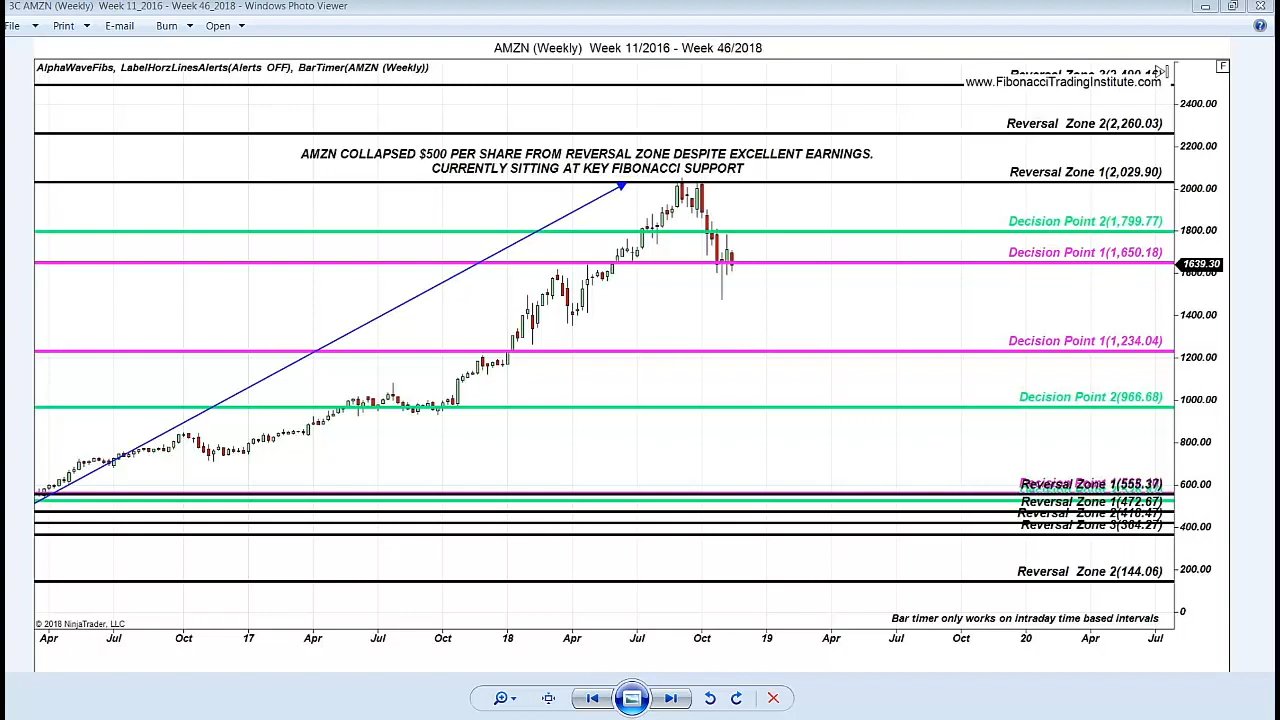 3C AMZN (Weekly) Week 11_2016 - Week 46_2018 - Windows Photo Viewer
File Print E-mail Burn Open
AMZN (Weekly) Week 11/2016 - Week 46/2018
AlphaWaveFibs, LabelHorzLinesAlerts(Alerts OFF), BarTimer(AMZN (Weekly))
F
www.FibonacciTradingInstitute.com
2400.00
Reversal Zone 2(2,260.03)
2200.00
AMZN COLLAPSED $500 PER SHARE FROM REVERSAL ZONE DESPITE EXCELLENT EARNINGS.
CURRENTLY SITTING AT KEY FIBONACCI SUPPORT
Reversal Zone 1(2,029.90)
2000.00
Decision Point 2(1,799.77)
1800.00
Decision Point 1(1,650.18)
1639.30
1600.00
1400.00
Decision Point 1(1,234.04)
1200.00
Decision Point 2(966.68)
1000.00
800.00
600.00
Reversal Zone 1(472.67)
400.00
Reversal Zone 2(144.06)
200.00
0
Bar timer only works on intraday time based intervals
© 2018 NinjaTrader, LLC
Apr Jul Oct 17 Apr Jul Oct 18 Apr Jul Oct 19 Apr Jul Oct 20 Apr Jul